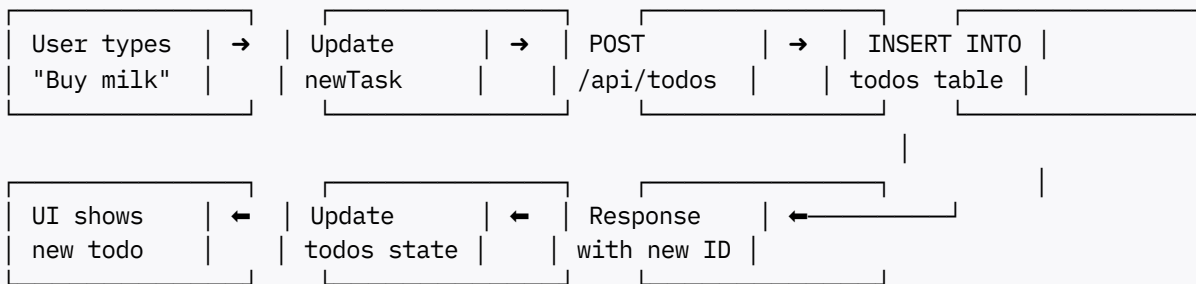 User types → Update → POST → INSERT INTO
"Buy milk" newTask /api/todos todos table
UI shows ← Update ← Response ←
new todo todos state with new ID